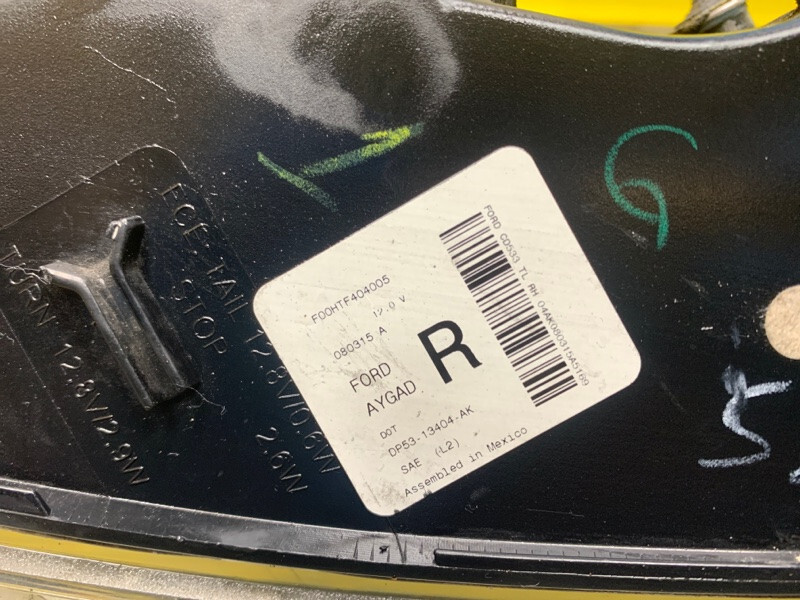 ECE: TAIL 12.8V/0.6W
STOP 2.6W
TURN 12.8V/2.9W
F00HTF404005
12.0 V
080315 A
FORD
AYGAD
R
DOT
DP53-13404-AK
SAE (L2)
Assembled in Mexico
FORD CD533 TL RH 04AK080315A5169